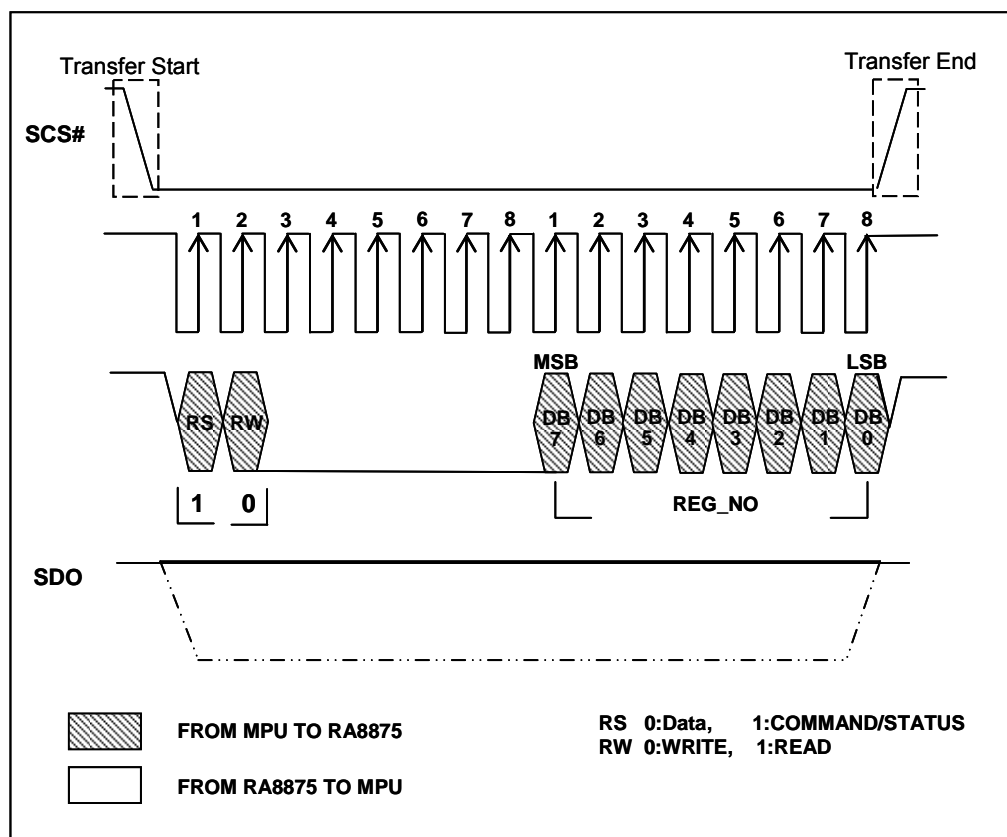 Transfer Start
Transfer End
SCS#
1 2 3 4 5 6 7 8 1 2 3 4 5 6 7 8
MSB
LSB
RS RW
DB 7
DB 6
DB 5
DB 4
DB 3
DB 2
DB 1
DB 0
1 0
REG_NO
SDO
FROM MPU TO RA8875
RS 0:Data, 1:COMMAND/STATUS
RW 0:WRITE, 1:READ
FROM RA8875 TO MPU